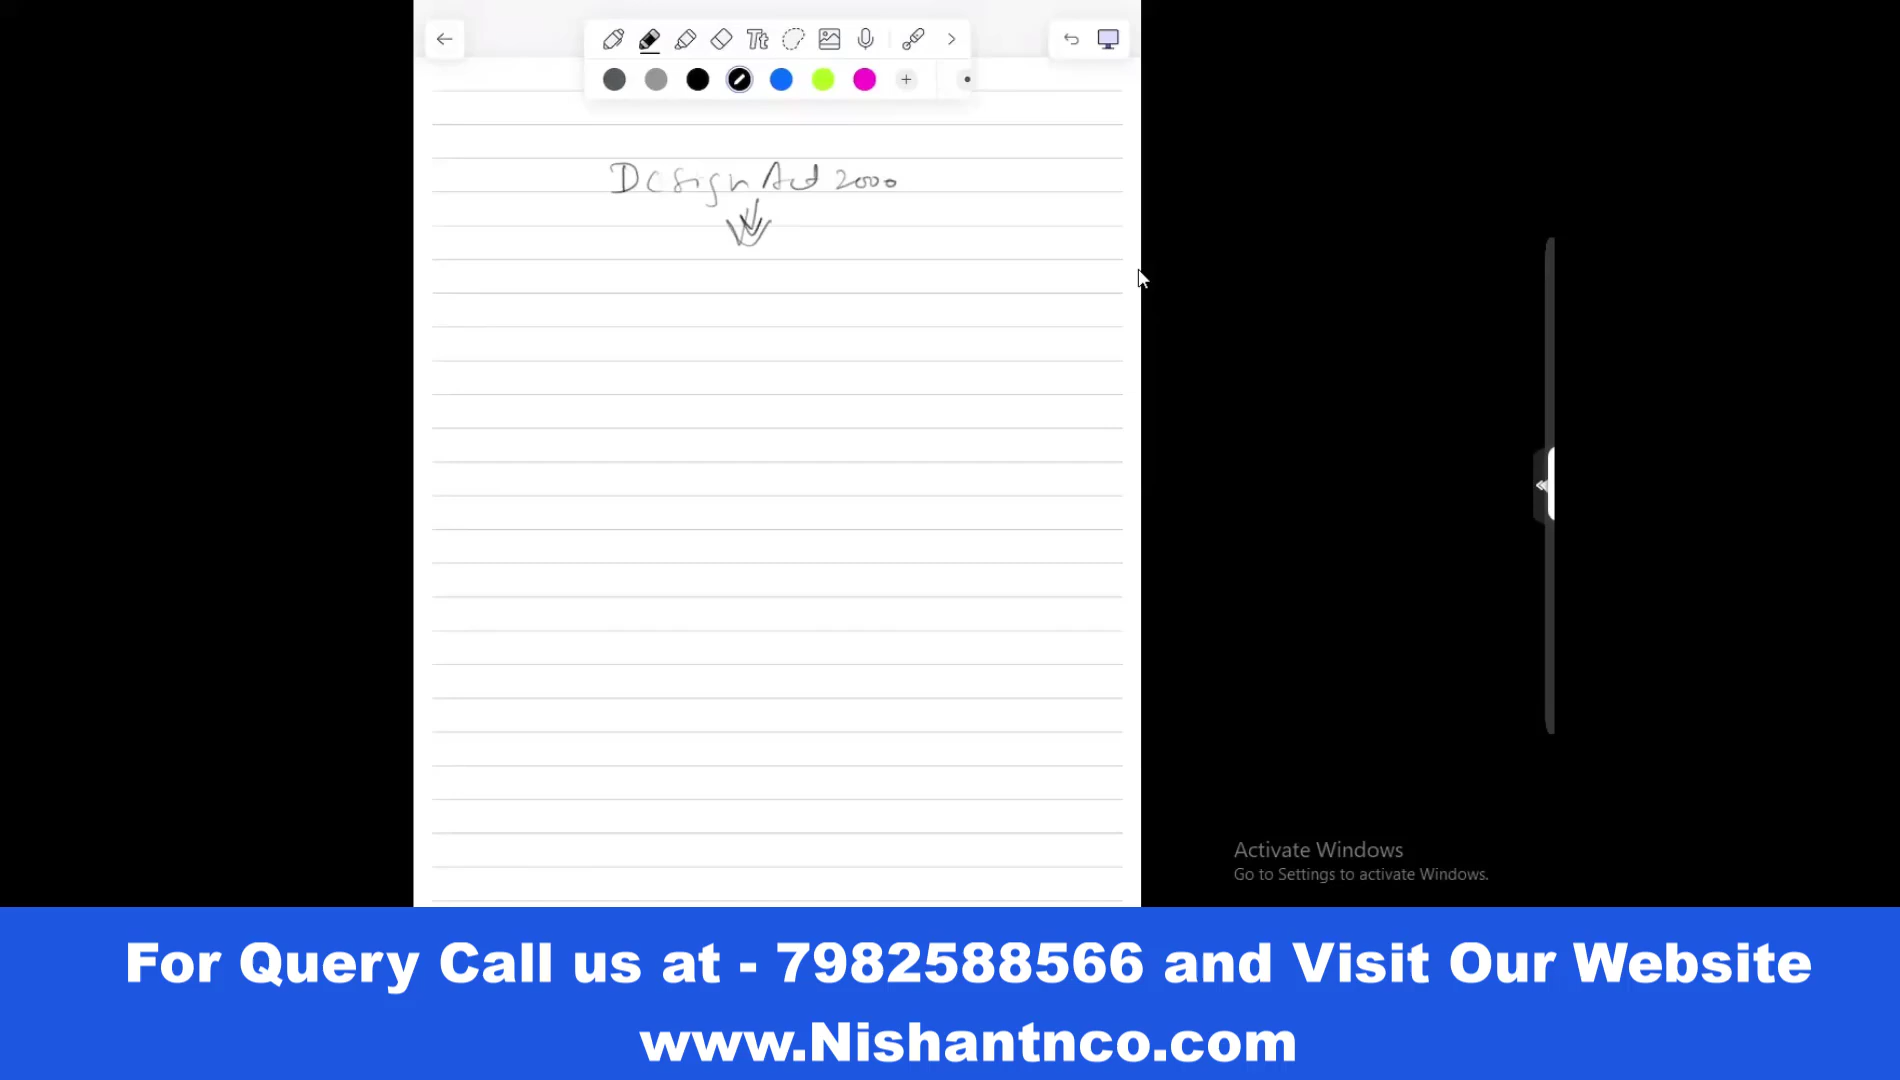 Tt
Design Act 2000
Activate Windows
Go to Settings to activate Windows.
For Query Call us at - 7982588566 and Visit Our Website
www.Nishantnco.com